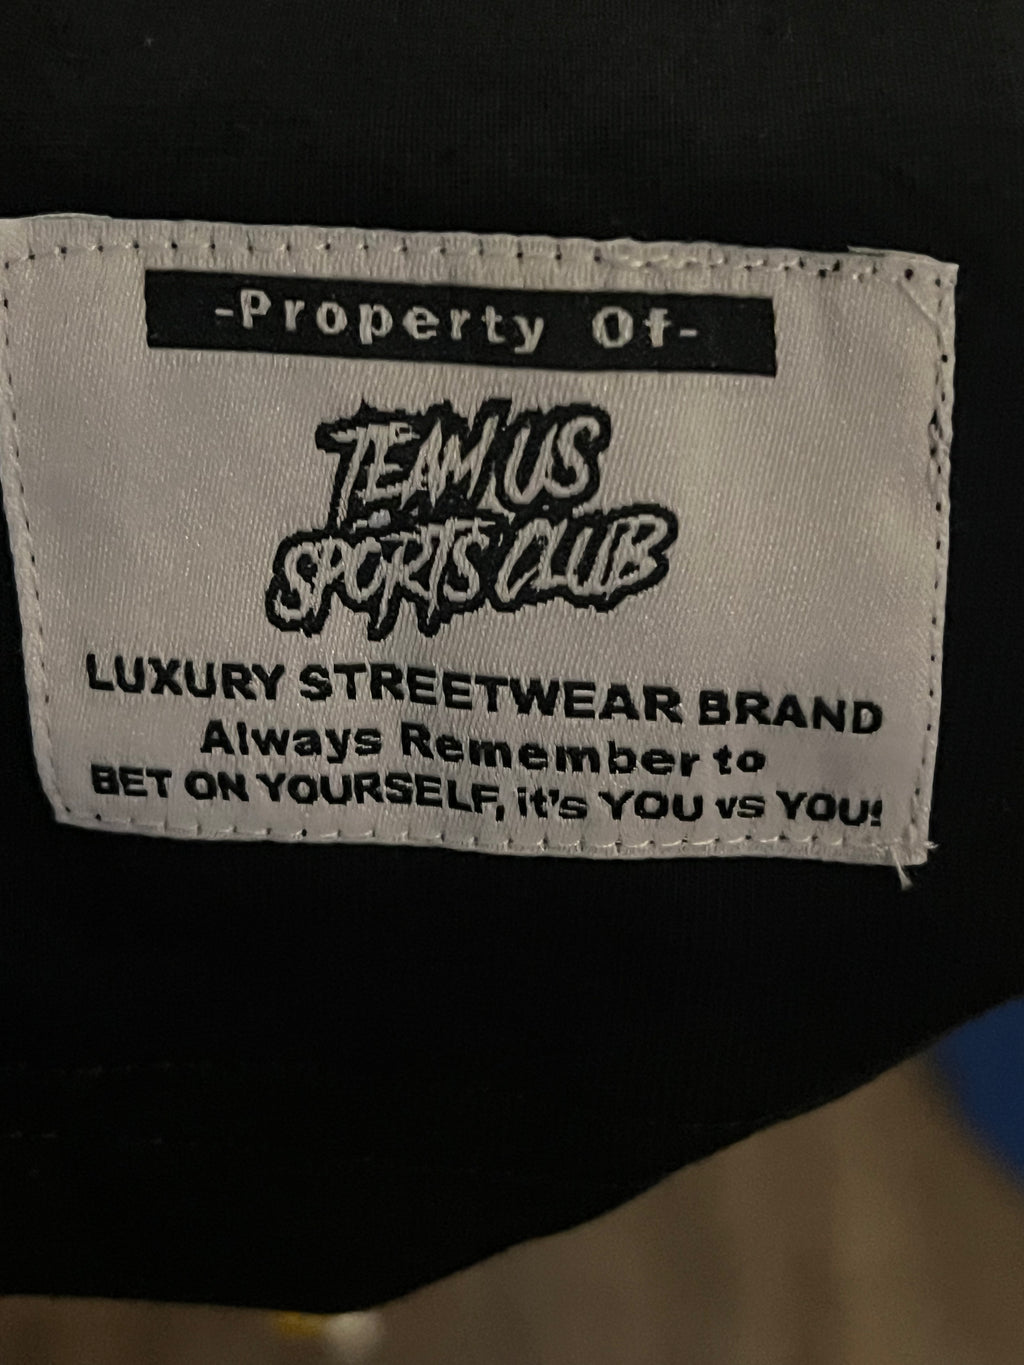 -Property Of-
TEAM US
SPORTS CLUB
LUXURY STREETWEAR BRAND
Always Remember to
BET ON YOURSELF, it's YOU vs YOU!